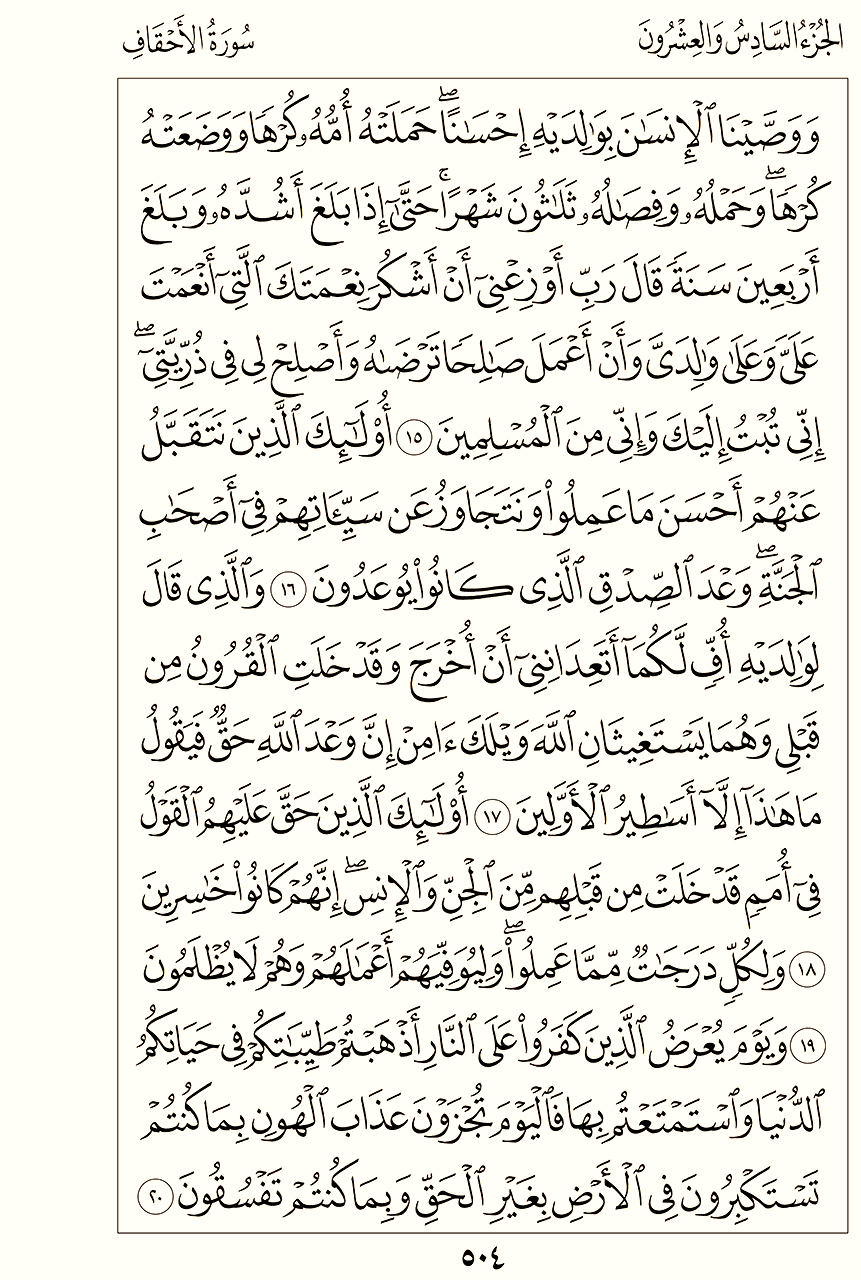 الجُزْءُ السَّادِسُ وَالعِشْرُونَ
سُورَةُ الأَحْقَافِ
وَوَصَّيْنَا ٱلْإِنسَـٰنَ بِوَٰلِدَيْهِ إِحْسَـٰنًا ۖ حَمَلَتْهُ أُمُّهُۥ كُرْهًا وَوَضَعَتْهُ
كُرْهًا ۖ وَحَمْلُهُۥ وَفِصَـٰلُهُۥ ثَلَـٰثُونَ شَهْرًا ۚ حَتَّىٰٓ إِذَا بَلَغَ أَشُدَّهُۥ وَبَلَغَ
أَرْبَعِينَ سَنَةً قَالَ رَبِّ أَوْزِعْنِىٓ أَنْ أَشْكُرَ نِعْمَتَكَ ٱلَّتِىٓ أَنْعَمْتَ
عَلَىَّ وَعَلَىٰ وَٰلِدَىَّ وَأَنْ أَعْمَلَ صَـٰلِحًا تَرْضَىٰهُ وَأَصْلِحْ لِى فِى ذُرِّيَّتِىٓ ۖ
إِنِّى تُبْتُ إِلَيْكَ وَإِنِّى مِنَ ٱلْمُسْلِمِينَ ١٥ أُو۟لَـٰٓئِكَ ٱلَّذِينَ نَتَقَبَّلُ
عَنْهُمْ أَحْسَنَ مَا عَمِلُوا۟ وَنَتَجَاوَزُ عَن سَيِّـَٔاتِهِمْ فِىٓ أَصْحَـٰبِ
ٱلْجَنَّةِ ۖ وَعْدَ ٱلصِّدْقِ ٱلَّذِى كَانُوا۟ يُوعَدُونَ ١٦ وَٱلَّذِى قَالَ
لِوَٰلِدَيْهِ أُفٍّ لَّكُمَآ أَتَعِدَانِنِىٓ أَنْ أُخْرَجَ وَقَدْ خَلَتِ ٱلْقُرُونُ مِن
قَبْلِى وَهُمَا يَسْتَغِيثَانِ ٱللَّهَ وَيْلَكَ ءَامِنْ إِنَّ وَعْدَ ٱللَّهِ حَقٌّ فَيَقُولُ
مَا هَـٰذَآ إِلَّآ أَسَـٰطِيرُ ٱلْأَوَّلِينَ ١٧ أُو۟لَـٰٓئِكَ ٱلَّذِينَ حَقَّ عَلَيْهِمُ ٱلْقَوْلُ
فِىٓ أُمَمٍ قَدْ خَلَتْ مِن قَبْلِهِم مِّنَ ٱلْجِنِّ وَٱلْإِنسِ ۖ إِنَّهُمْ كَانُوا۟ خَـٰسِرِينَ
١٨ وَلِكُلٍّ دَرَجَـٰتٌ مِّمَّا عَمِلُوا۟ ۖ وَلِيُوَفِّيَهُمْ أَعْمَـٰلَهُمْ وَهُمْ لَا يُظْلَمُونَ
١٩ وَيَوْمَ يُعْرَضُ ٱلَّذِينَ كَفَرُوا۟ عَلَى ٱلنَّارِ أَذْهَبْتُمْ طَيِّبَـٰتِكُمْ فِى حَيَاتِكُمُ
ٱلدُّنْيَا وَٱسْتَمْتَعْتُم بِهَا فَٱلْيَوْمَ تُجْزَوْنَ عَذَابَ ٱلْهُونِ بِمَا كُنتُمْ
تَسْتَكْبِرُونَ فِى ٱلْأَرْضِ بِغَيْرِ ٱلْحَقِّ وَبِمَا كُنتُمْ تَفْسُقُونَ ٢٠
٥٠٤